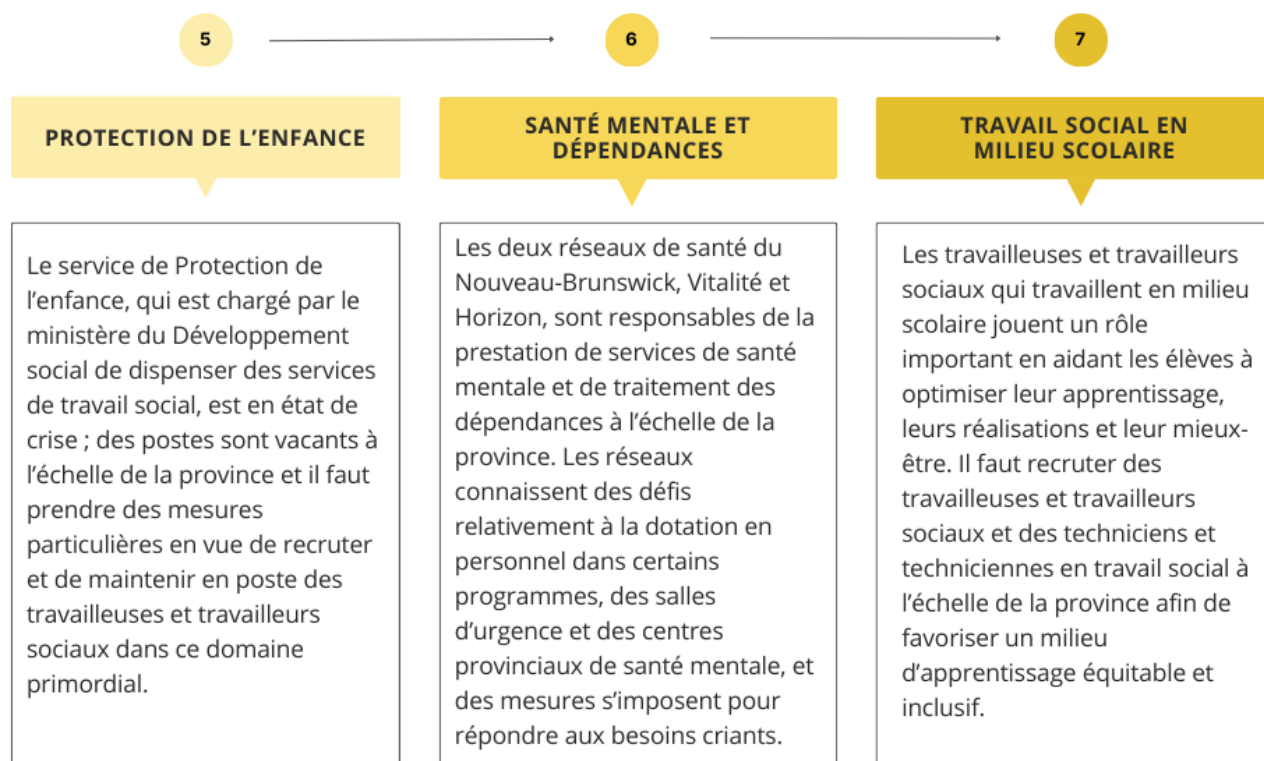 5
6
7
PROTECTION DE L’ENFANCE
Le service de Protection de
l’enfance, qui est chargé par le
ministère du Développement
social de dispenser des services
de travail social, est en état de
crise ; des postes sont vacants à
l’échelle de la province et il faut
prendre des mesures
particulières en vue de recruter
et de maintenir en poste des
travailleuses et travailleurs
sociaux dans ce domaine
primordial.
SANTÉ MENTALE ET
DÉPENDANCES
Les deux réseaux de santé du
Nouveau-Brunswick, Vitalité et
Horizon, sont responsables de la
prestation de services de santé
mentale et de traitement des
dépendances à l’échelle de la
province. Les réseaux
connaissent des défis
relativement à la dotation en
personnel dans certains
programmes, des salles
d’urgence et des centres
provinciaux de santé mentale, et
des mesures s’imposent pour
répondre aux besoins criants.
TRAVAIL SOCIAL EN
MILIEU SCOLAIRE
Les travailleuses et travailleurs
sociaux qui travaillent en milieu
scolaire jouent un rôle
important en aidant les élèves à
optimiser leur apprentissage,
leurs réalisations et leur mieux-
être. Il faut recruter des
travailleuses et travailleurs
sociaux et des techniciens et
techniciennes en travail social à
l’échelle de la province afin de
favoriser un milieu
d’apprentissage équitable et
inclusif.